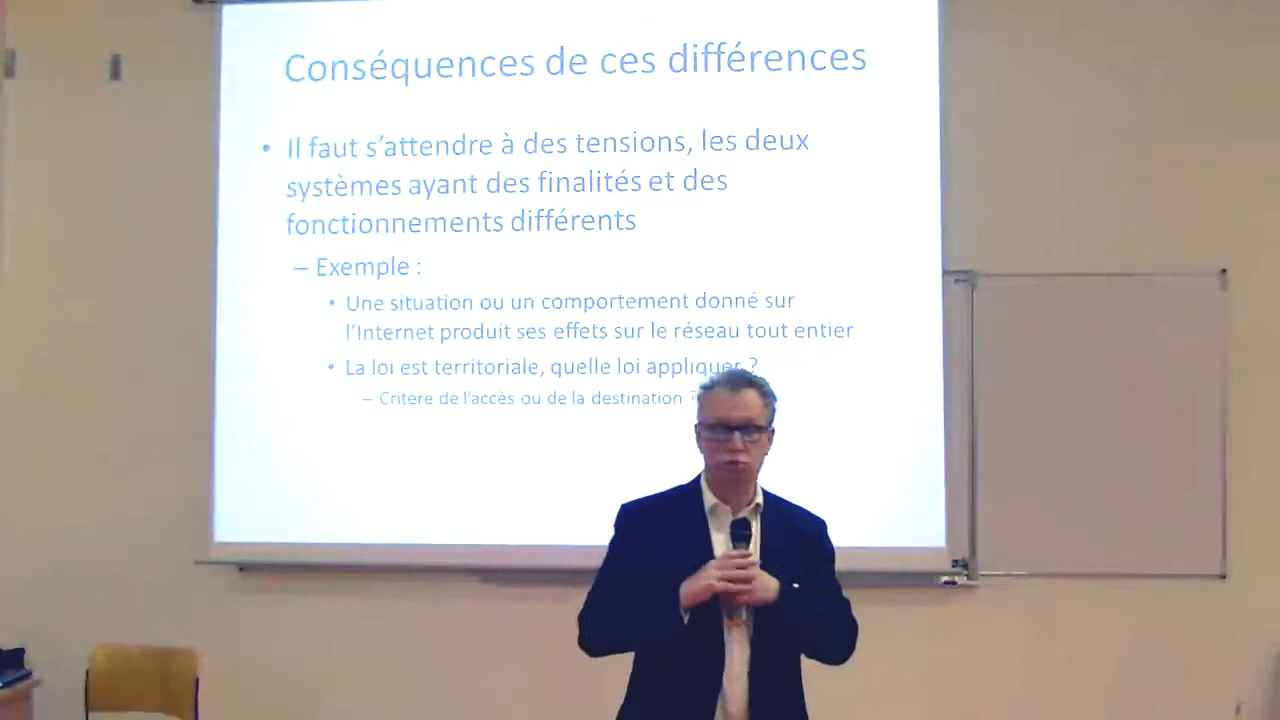 Conséquences de ces différences
• Il faut s'attendre à des tensions, les deux
systèmes ayant des finalités et des
fonctionnements différents
– Exemple :
• Une situation ou un comportement donné sur
l'Internet produit ses effets sur le réseau tout entier
• La loi est territoriale, quelle loi appliquer ?
– Critère de l'accès ou de la destination ?